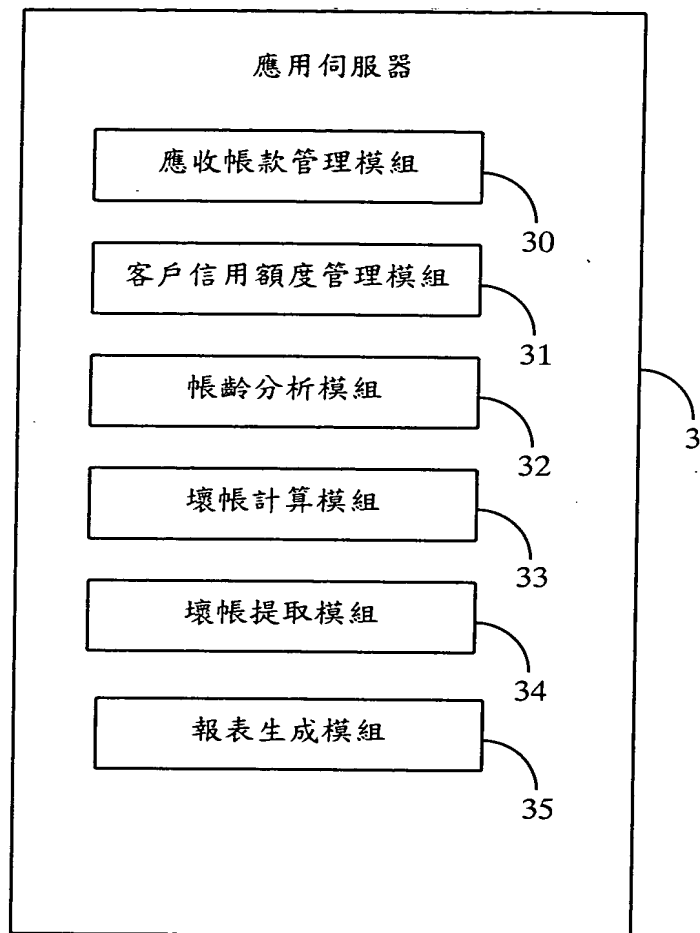 應用伺服器
應收帳款管理模組
30
客戶信用額度管理模組
31
帳齡分析模組
3
32
壞帳計算模組
33
壞帳提取模組
34
報表生成模組
35